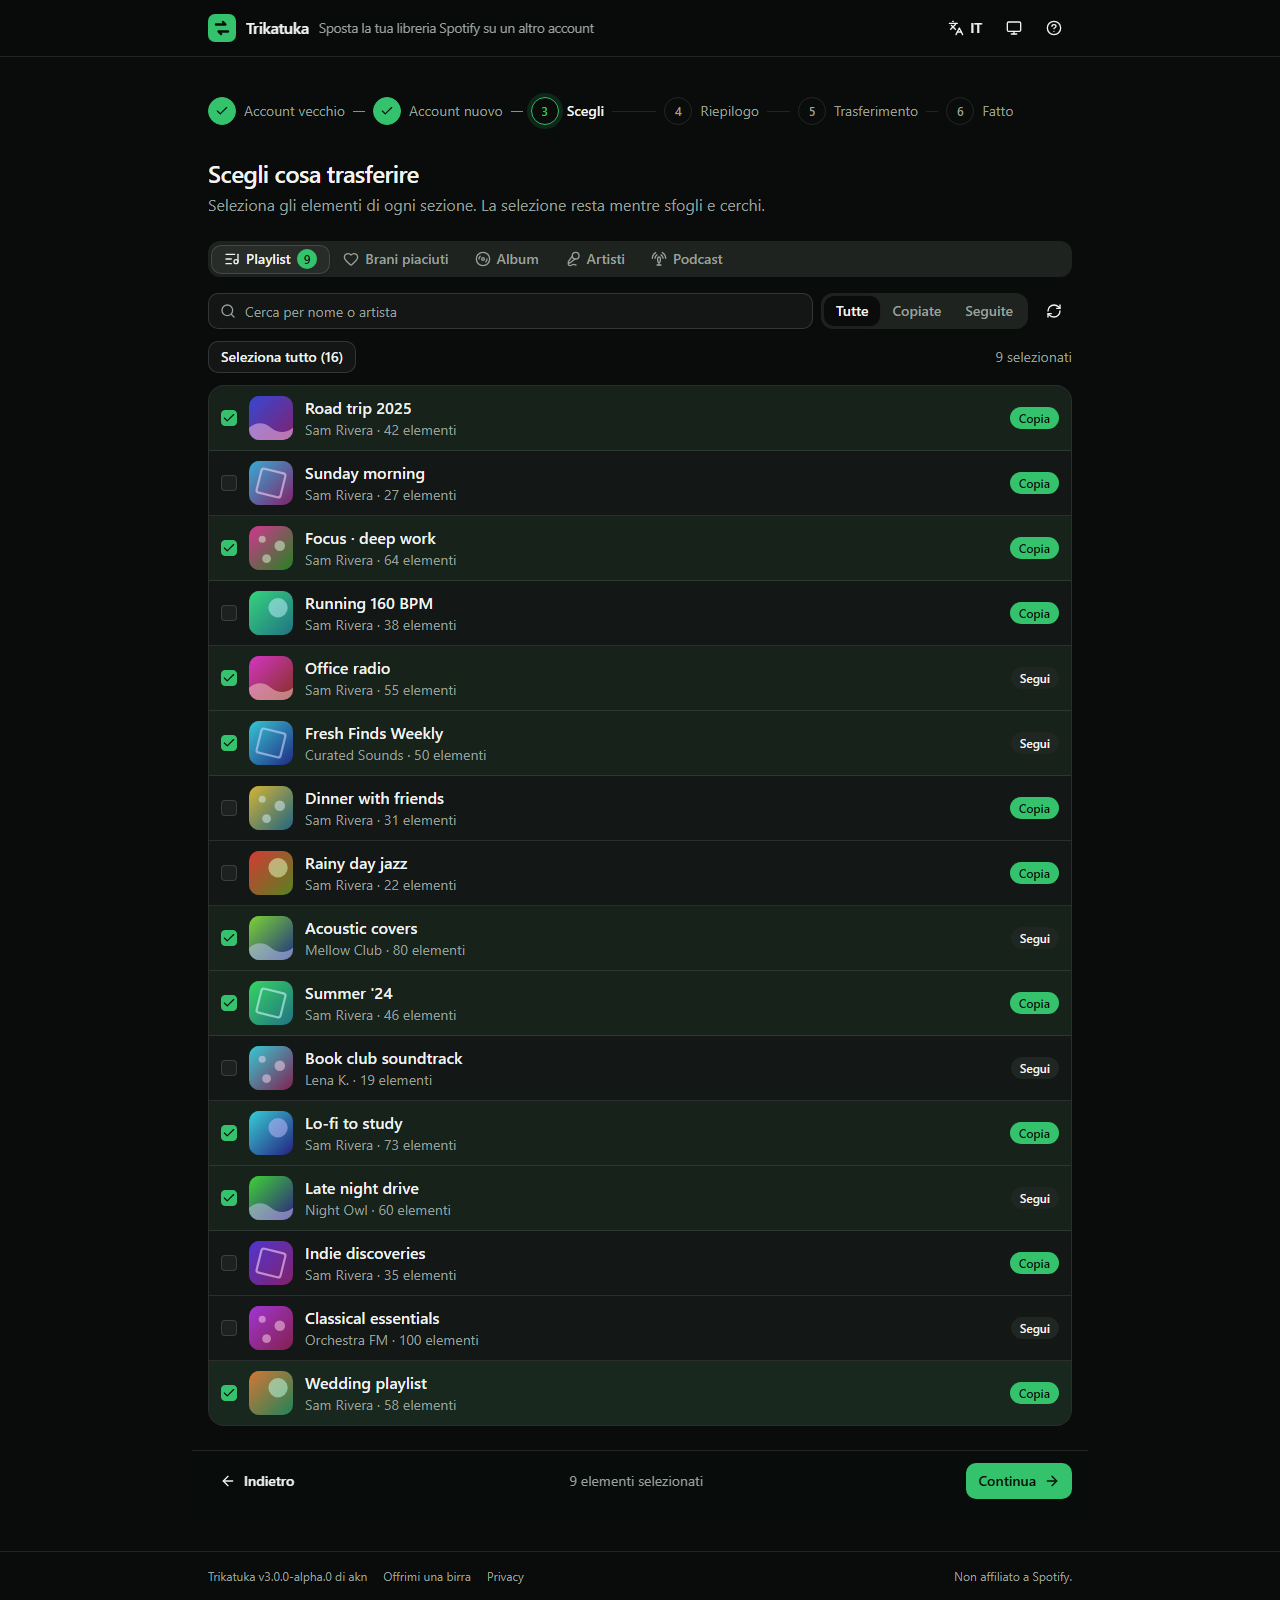 Trikatuka Sposta la tua libreria Spotify su un altro account IT
Account vecchio Account nuovo 3 Scegli 4 Riepilogo 5 Trasferimento 6 Fatto
Scegli cosa trasferire
Seleziona gli elementi di ogni sezione. La selezione resta mentre sfogli e cerchi.
Playlist 9 Brani piaciuti Album Artisti Podcast
Cerca per nome o artista Tutte Copiate Seguite
Seleziona tutto (16) 9 selezionati
Road trip 2025
Sam Rivera · 42 elementi
Copia
Sunday morning
Sam Rivera · 27 elementi
Copia
Focus · deep work
Sam Rivera · 64 elementi
Copia
Running 160 BPM
Sam Rivera · 38 elementi
Copia
Office radio
Sam Rivera · 55 elementi
Segui
Fresh Finds Weekly
Curated Sounds · 50 elementi
Segui
Dinner with friends
Sam Rivera · 31 elementi
Copia
Rainy day jazz
Sam Rivera · 22 elementi
Copia
Acoustic covers
Mellow Club · 80 elementi
Segui
Summer '24
Sam Rivera · 46 elementi
Copia
Book club soundtrack
Lena K. · 19 elementi
Segui
Lo-fi to study
Sam Rivera · 73 elementi
Copia
Late night drive
Night Owl · 60 elementi
Segui
Indie discoveries
Sam Rivera · 35 elementi
Copia
Classical essentials
Orchestra FM · 100 elementi
Segui
Wedding playlist
Sam Rivera · 58 elementi
Copia
Indietro 9 elementi selezionati Continua
Trikatuka v3.0.0-alpha.0 di akn Offrimi una birra Privacy Non affiliato a Spotify.